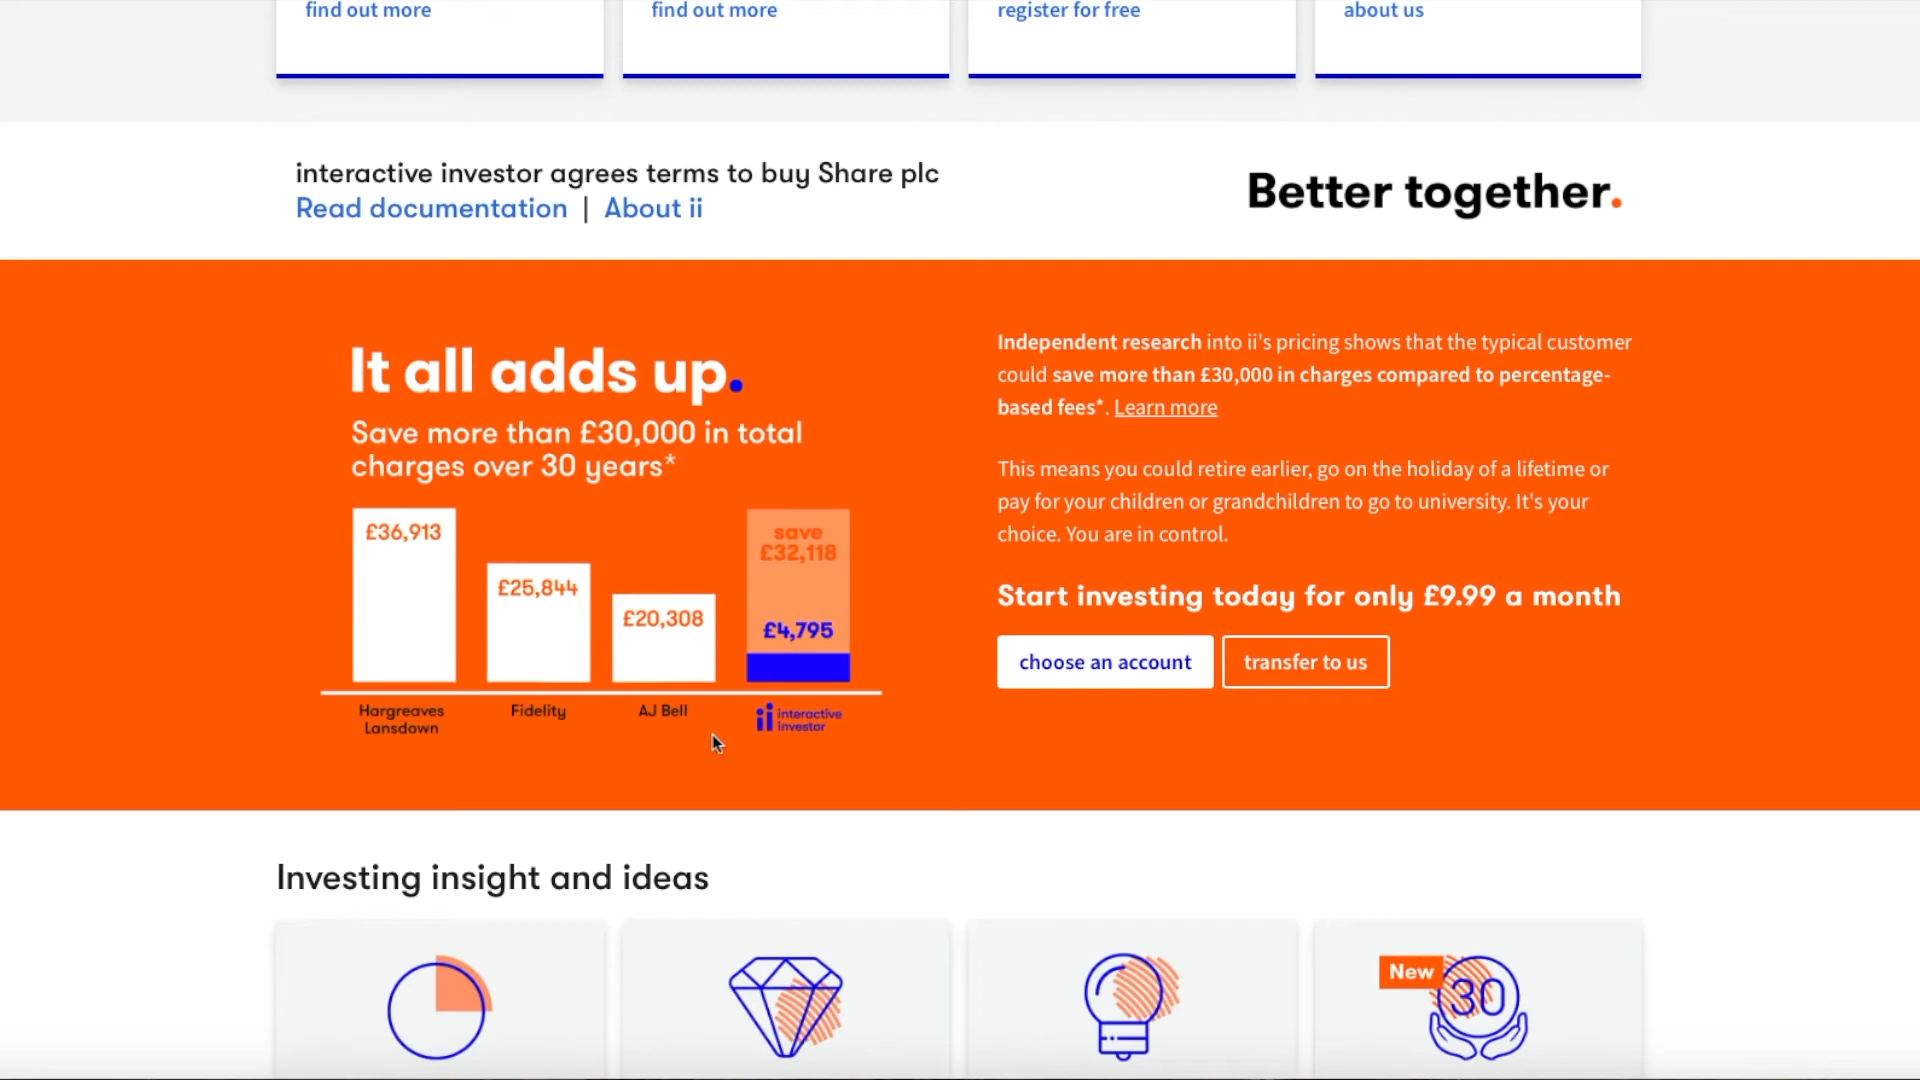 find out more
find out more
register for free
about us
interactive investor agrees terms to buy Share plc
Read documentation | About ii
Better together.
It all adds up.
Save more than £30,000 in total
charges over 30 years*
£36,913
£25,844
£20,308
save
£32,118
£4,795
Hargreaves
Lansdown
Fidelity
AJ Bell
ii interactive
investor
Independent research into ii's pricing shows that the typical customer
could save more than £30,000 in charges compared to percentage-
based fees*. Learn more
This means you could retire earlier, go on the holiday of a lifetime or
pay for your children or grandchildren to go to university. It's your
choice. You are in control.
Start investing today for only £9.99 a month
choose an account
transfer to us
Investing insight and ideas
New
30